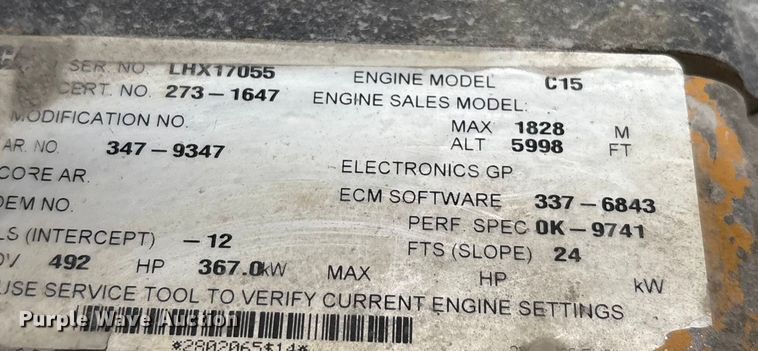 SER. NO. LHX17055 ENGINE MODEL C15
CERT. NO. 273-1647 ENGINE SALES MODEL:
MODIFICATION NO. MAX 1828 M
AR. NO. 347-9347 ALT 5998 FT
CORE AR. ELECTRONICS GP
OEM NO. ECM SOFTWARE 337-6843
PERF. SPEC 0K-9741
LS (INTERCEPT) -12 FTS (SLOPE) 24
DV 492 HP 367.0kW MAX HP kW
USE SERVICE TOOL TO VERIFY CURRENT ENGINE SETTINGS
Purple Wave Auction
*2802065$14*